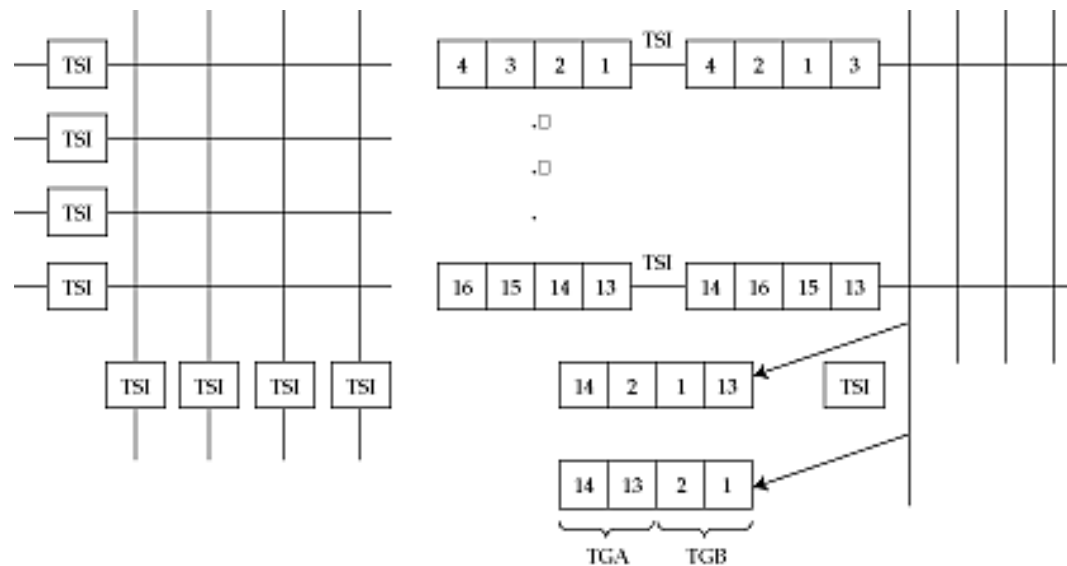 TSI
TSI 4 3 2 1 4 2 1 3
TSI
TSI
TSI
TSI 16 15 14 13 14 16 15 13
TSI TSI TSI TSI 14 2 1 13 TSI
14 13 2 1
TGA TGB